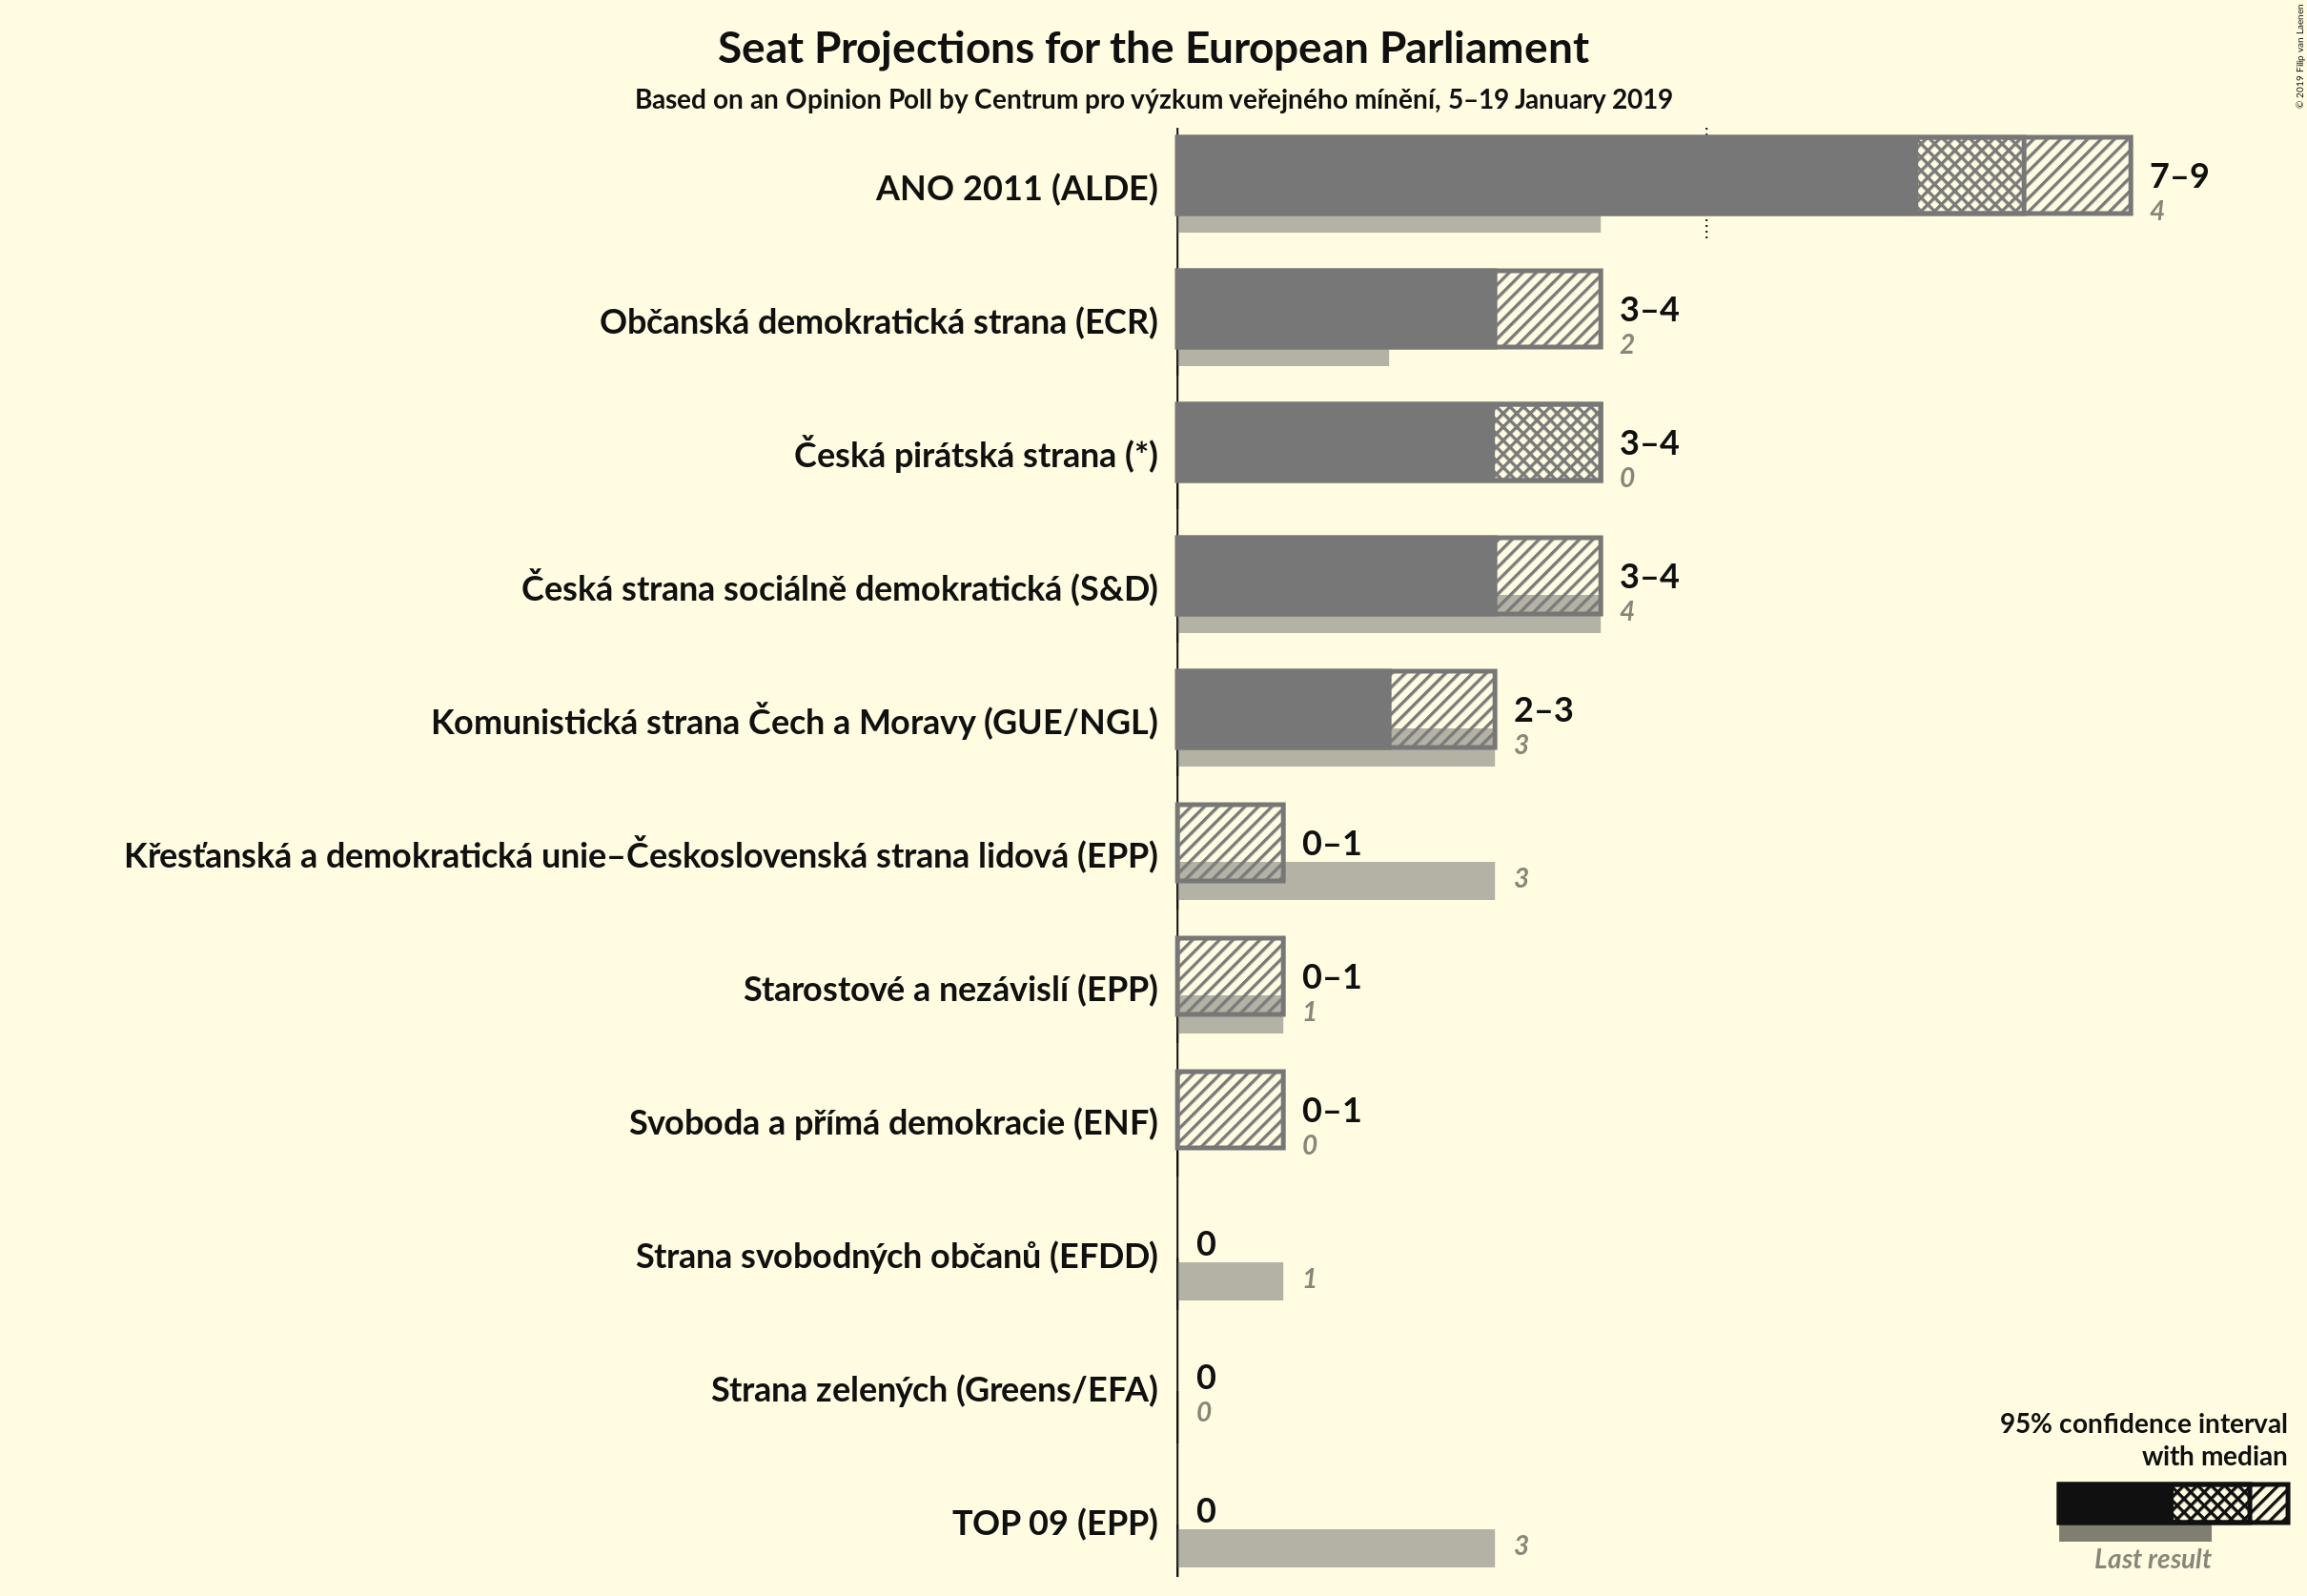 Seat Projections for the European Parliament
Based on an Opinion Poll by Centrum pro výzkum veřejného mínění, 5–19 January 2019
© 2019 Filip van Laenen
ANO 2011 (ALDE)
7–9
4
Občanská demokratická strana (ECR)
3–4
2
Česká pirátská strana (*)
3–4
0
Česká strana sociálně demokratická (S&D)
3–4
4
Komunistická strana Čech a Moravy (GUE/NGL)
2–3
3
Křesťanská a demokratická unie–Československá strana lidová (EPP)
0–1
3
Starostové a nezávislí (EPP)
0–1
1
Svoboda a přímá demokracie (ENF)
0–1
0
Strana svobodných občanů (EFDD)
0
1
Strana zelených (Greens/EFA)
0
0
TOP 09 (EPP)
0
3
95% confidence interval
with median
Last result